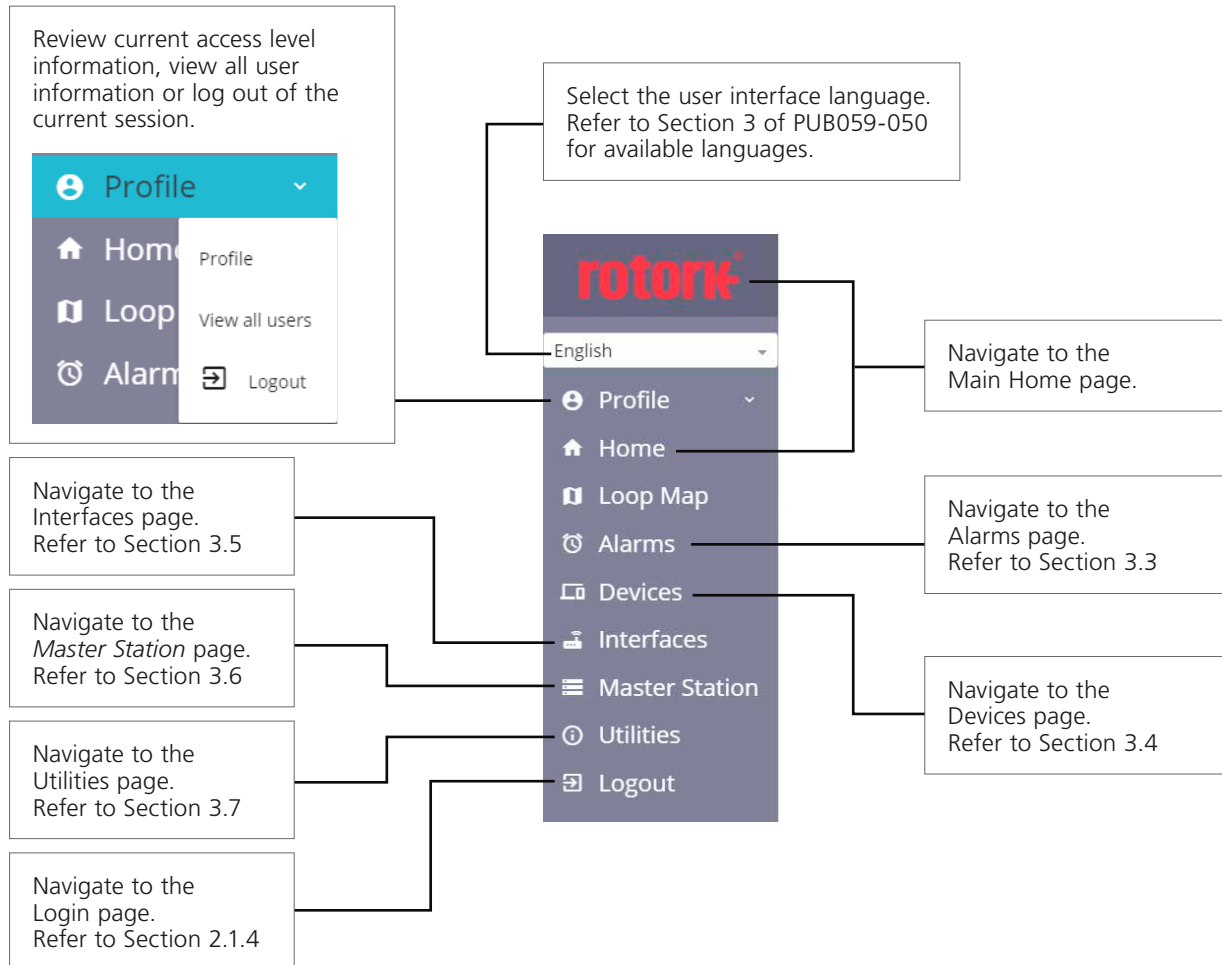 Review current access level
information, view all user
information or log out of the
current session.
Profile
Home
Loop
Alarm
Profile
View all users
Logout
Select the user interface language.
Refer to Section 3 of PUB059-050
for available languages.
rotork®
English
Profile
Home
Loop Map
Alarms
Devices
Interfaces
Master Station
Utilities
Logout
Navigate to the
Interfaces page.
Refer to Section 3.5
Navigate to the
Master Station page.
Refer to Section 3.6
Navigate to the
Utilities page.
Refer to Section 3.7
Navigate to the
Login page.
Refer to Section 2.1.4
Navigate to the
Main Home page.
Navigate to the
Alarms page.
Refer to Section 3.3
Navigate to the
Devices page.
Refer to Section 3.4